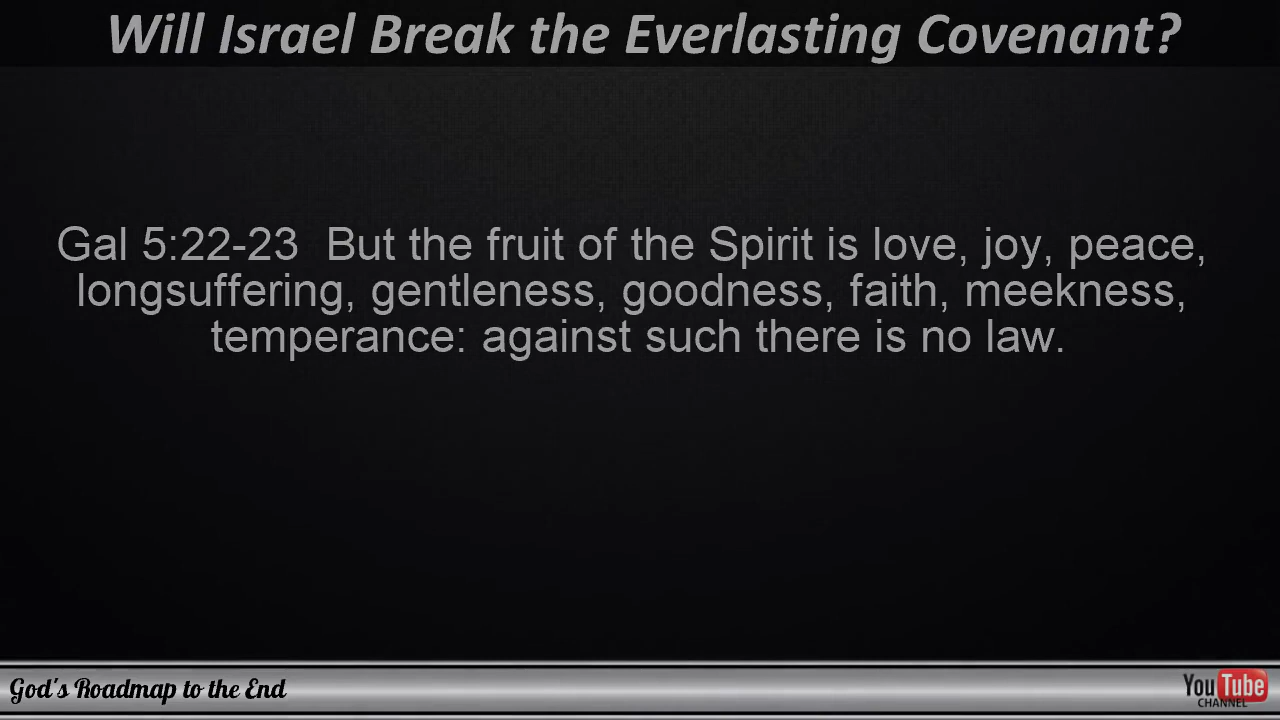 Will Israel Break the Everlasting Covenant?
Gal 5:22-23  But the fruit of the Spirit is love, joy, peace,
longsuffering, gentleness, goodness, faith, meekness,
temperance: against such there is no law.
God's Roadmap to the End
YouTube
CHANNEL